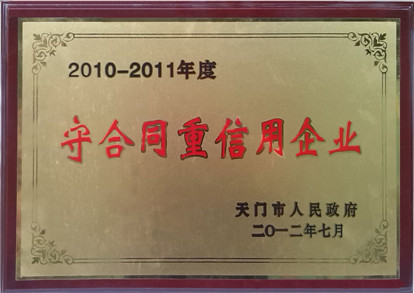 2010-2011年度
守合同重信用企业
天门市人民政府
二〇一二年七月